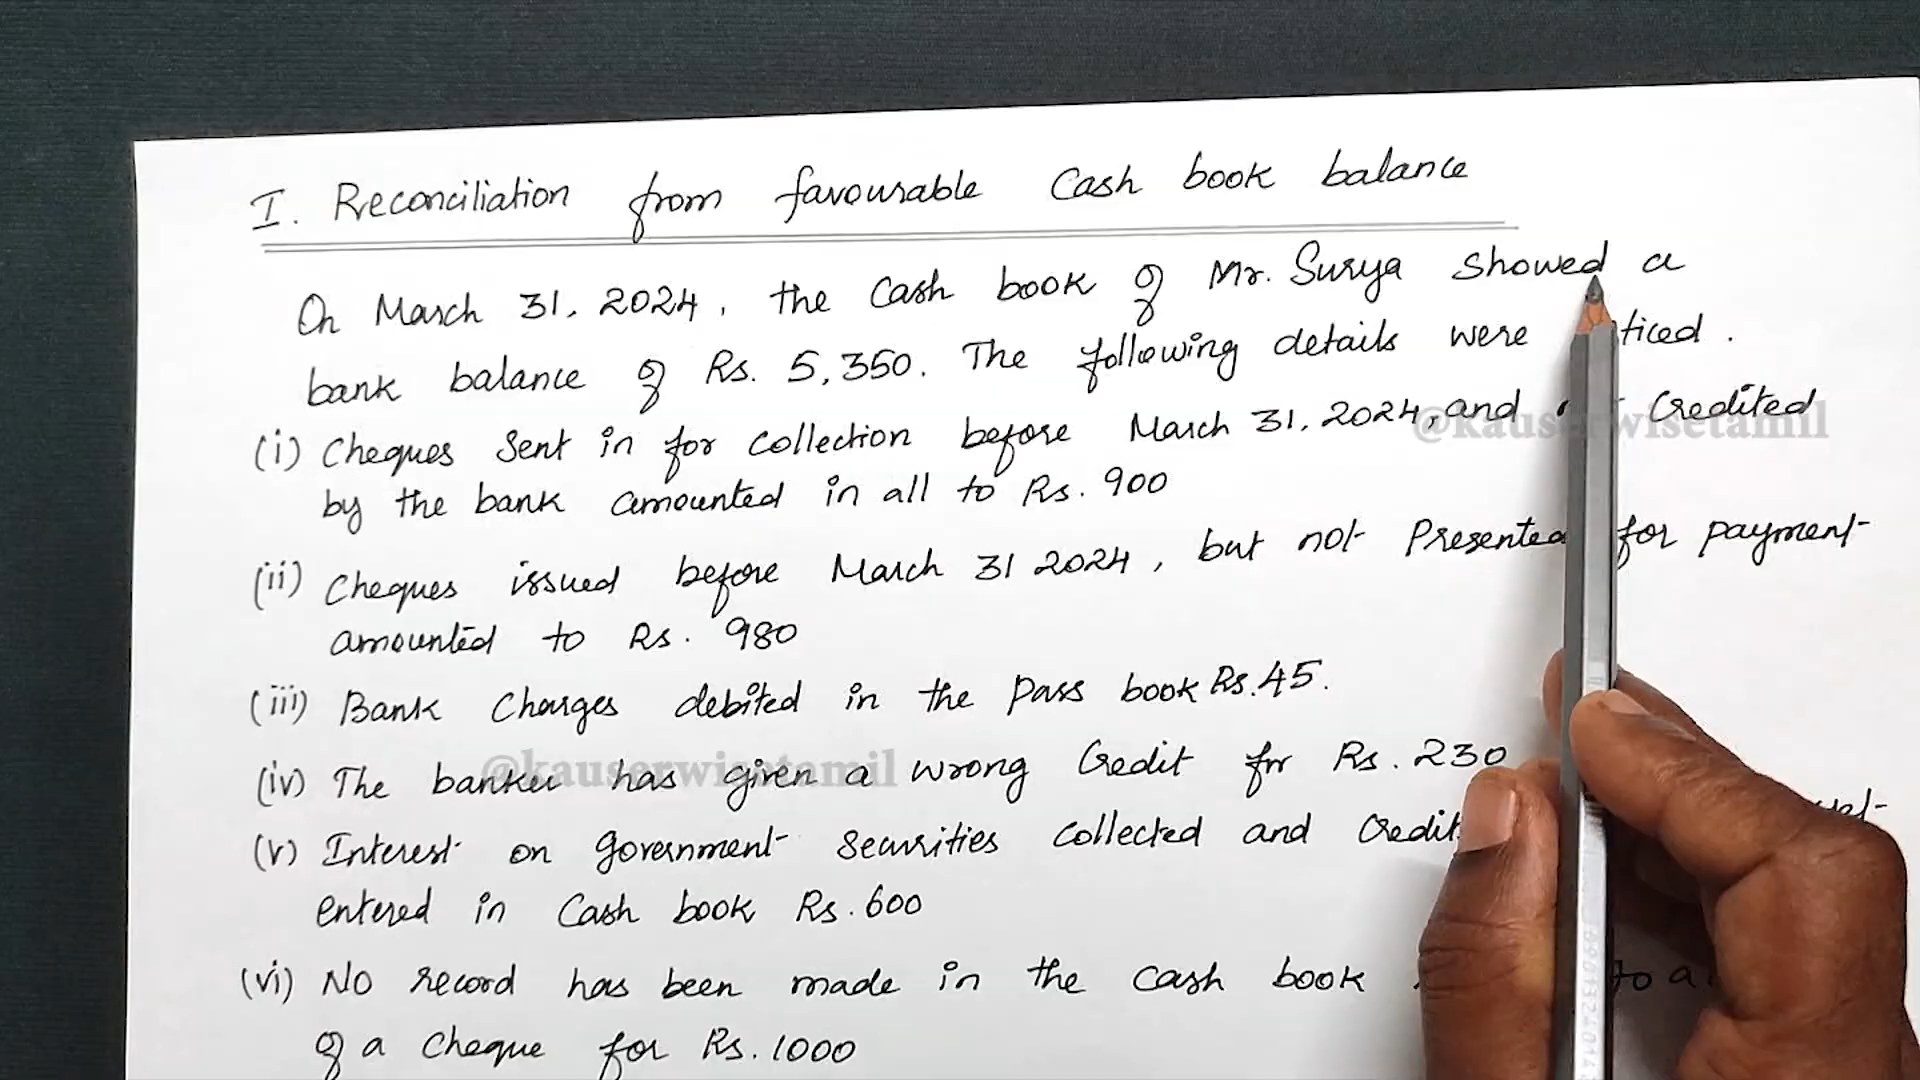 I. Reconciliation from favourable Cash book balance
On March 31, 2024, the Cash book of Mr. Surya Showed a
bank balance of Rs. 5,350. The following details were ticed.
(i) Cheques Sent in for Collection before March 31, 2024, and Credited
@kauserwisetamil
by the bank amounted in all to Rs. 900
(ii) Cheques issued before March 31 2024, but not Presented for payment
amounted to Rs. 980
(iii) Bank Charges debited in the Pass book Rs. 45.
(iv) The banker has given a wrong Credit for Rs. 230
@kauserwisetamil
(v) Interest on government Securities Collected and Credit
entered in Cash book Rs. 600
(vi) No record has been made in the Cash book to a
of a Cheque for Rs. 1000